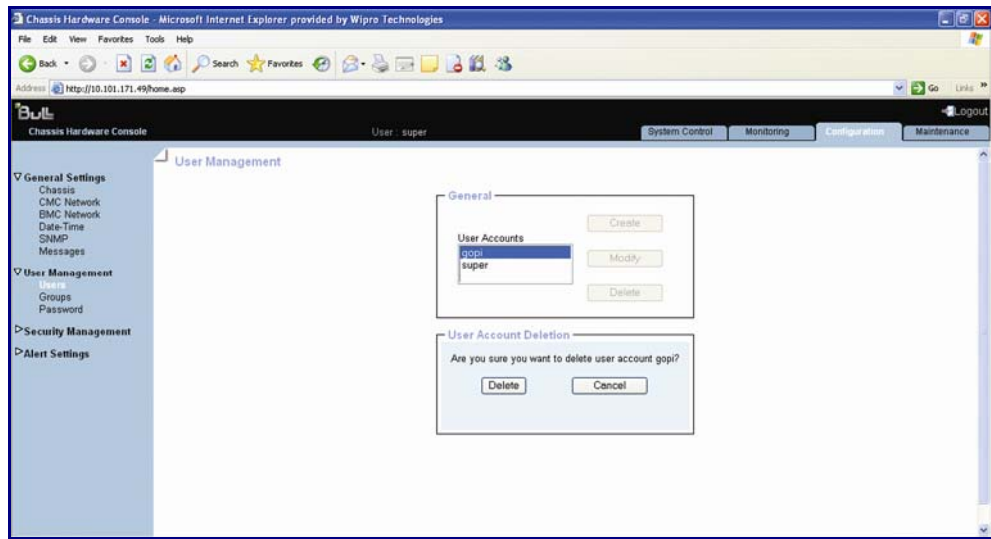 Chassis Hardware Console - Microsoft Internet Explorer provided by Wipro Technologies
File Edit View Favorites Tools Help
Back Search Favorites
Address http://10.101.171.49/home.asp Go Links »
Bull Logout
Chassis Hardware Console User : super System Control Monitoring Configuration Maintenance
User Management
General Settings
Chassis
CMC Network
BMC Network
Date-Time
SNMP
Messages
User Management
Users
Groups
Password
Security Management
Alert Settings
General
User Accounts
gopi
super
Create
Modify
Delete
User Account Deletion
Are you sure you want to delete user account gopi?
Delete Cancel